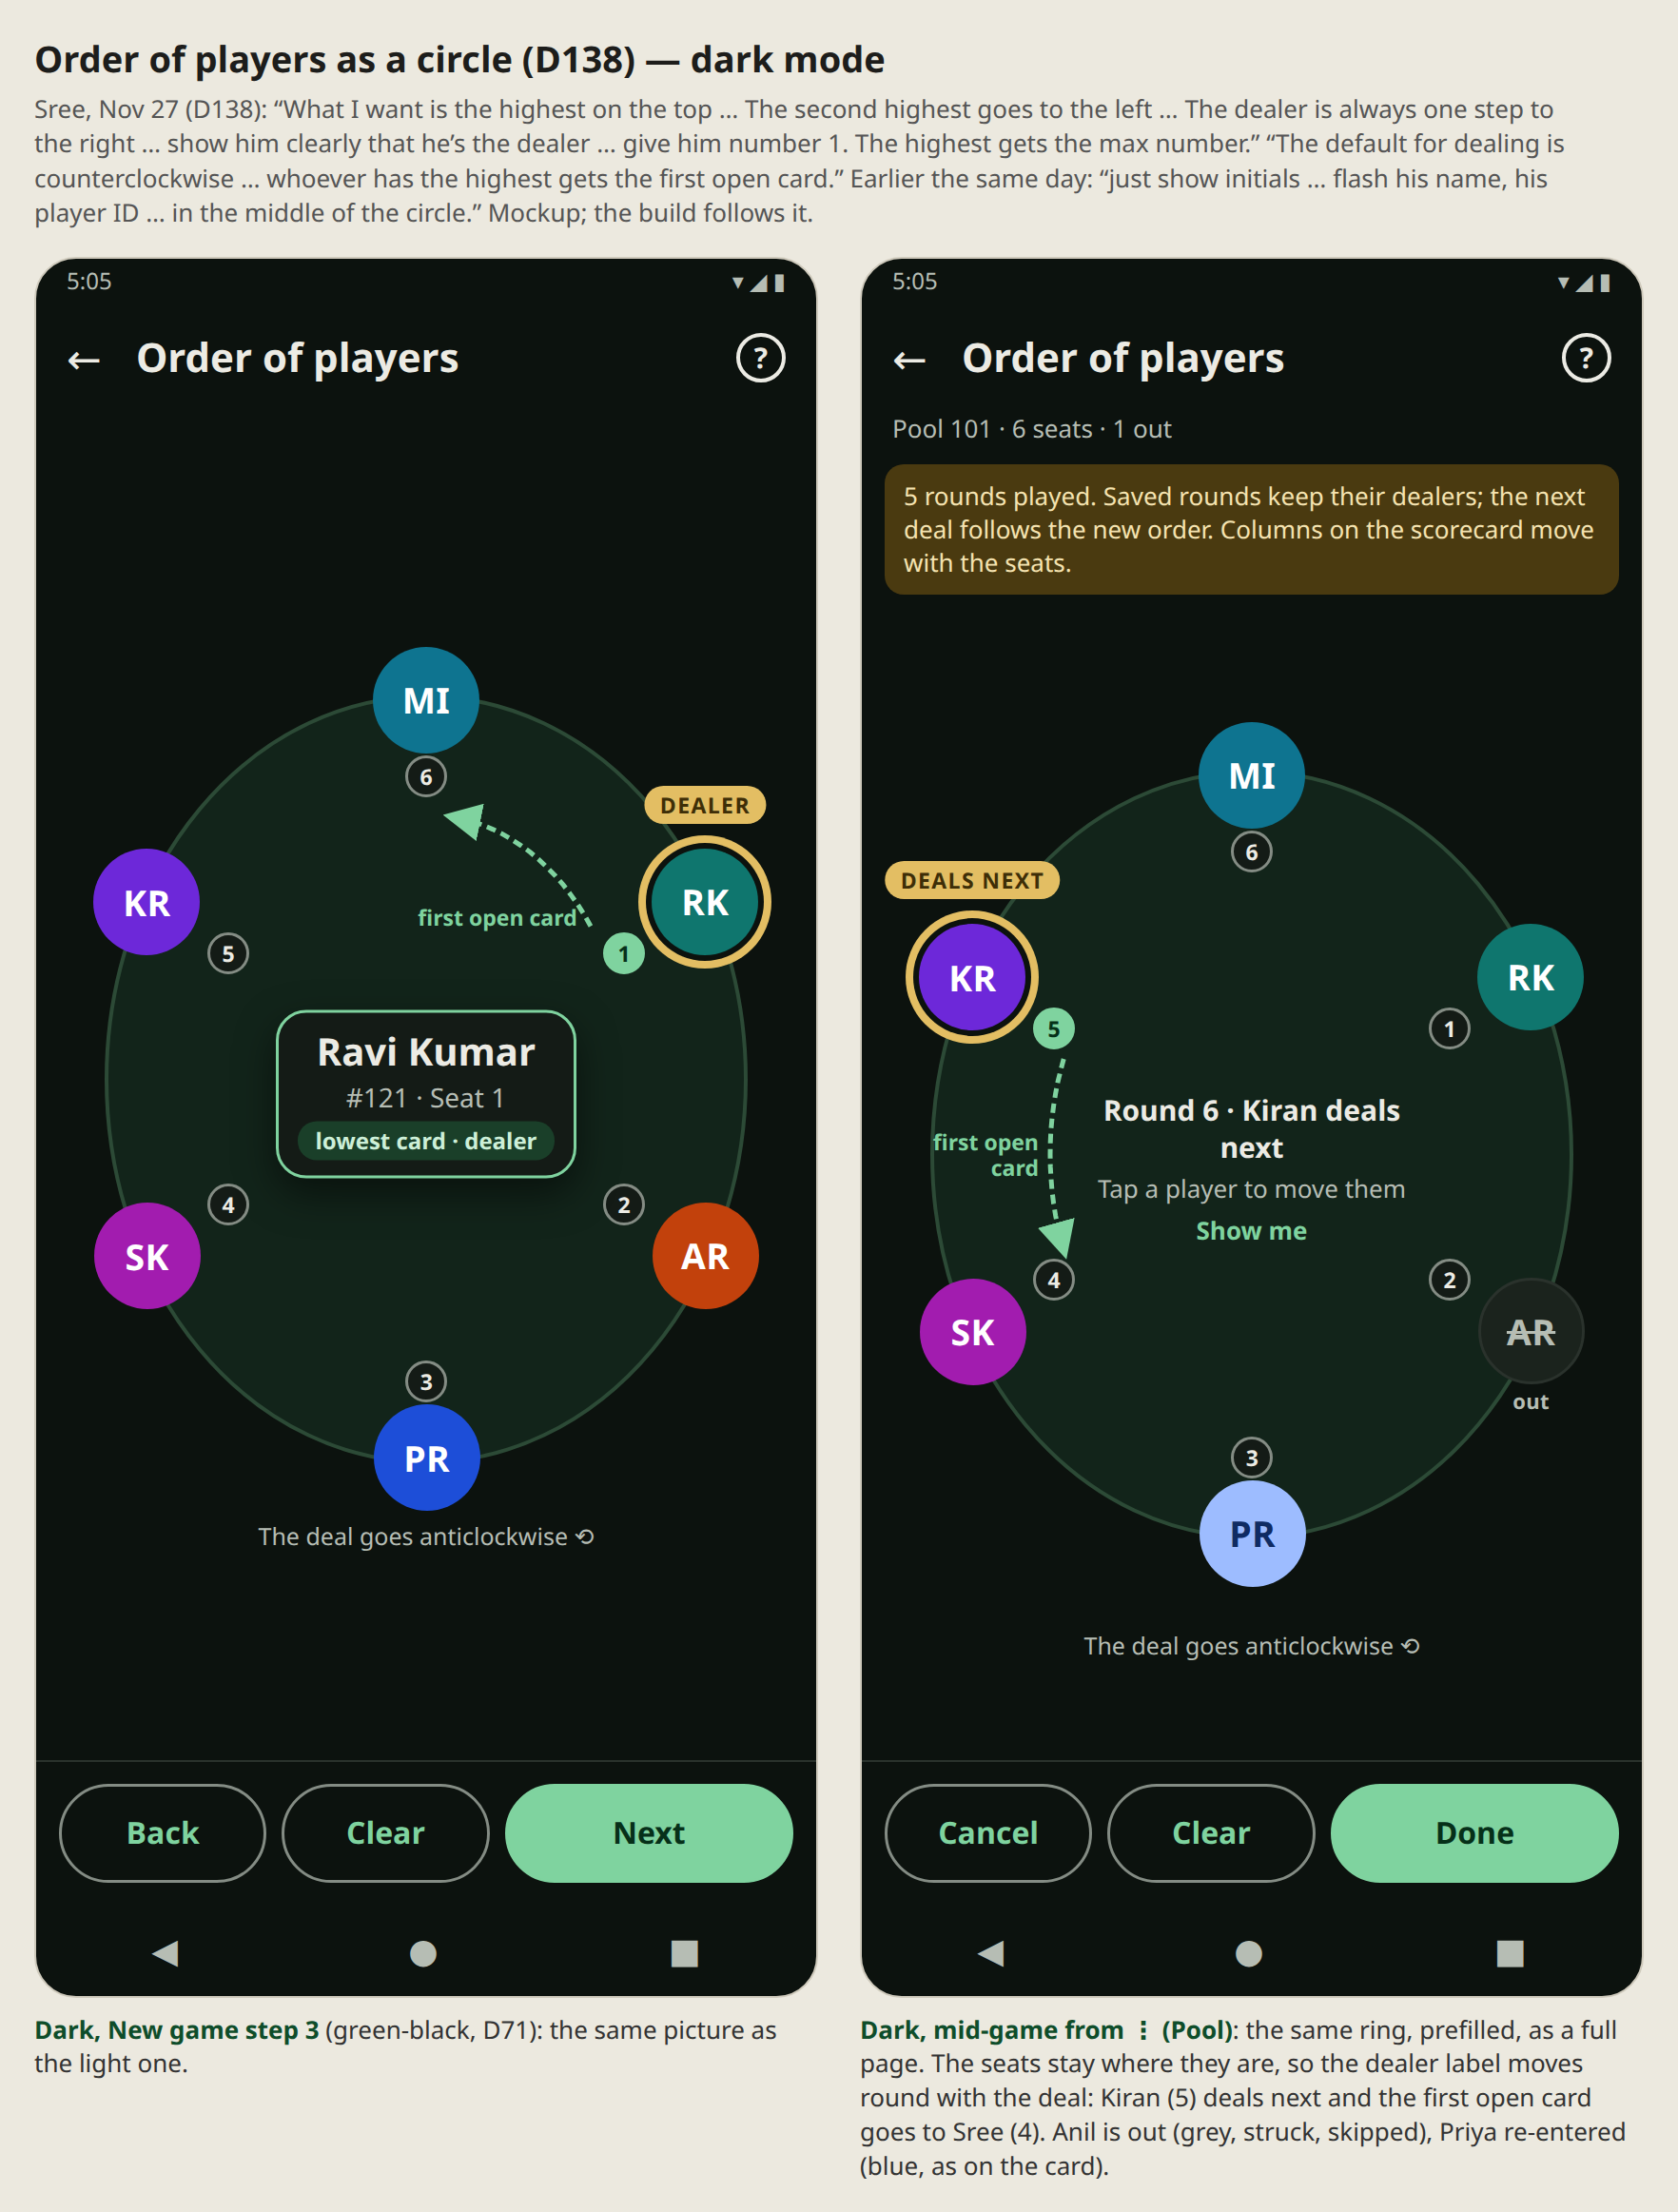 Order of players as a circle (D138) — dark mode
Sree, Nov 27 (D138): “What I want is the highest on the top ... The second highest goes to the left ... The dealer is always one step to
the right ... show him clearly that he’s the dealer ... give him number 1. The highest gets the max number.” “The default for dealing is
counterclockwise ... whoever has the highest gets the first open card.” Earlier the same day: “just show initials ... flash his name, his
player ID ... in the middle of the circle.” Mockup; the build follows it.
5:05
← Order of players ?
MI
6
DEALER
KR
RK
first open card
5
1
Ravi Kumar
#121 · Seat 1
lowest card · dealer
4
2
SK
AR
3
PR
The deal goes anticlockwise ⟲
Back
Clear
Next
Dark, New game step 3 (green-black, D71): the same picture as
the light one.
5:05
← Order of players ?
Pool 101 · 6 seats · 1 out
5 rounds played. Saved rounds keep their dealers; the next
deal follows the new order. Columns on the scorecard move
with the seats.
MI
6
DEALS NEXT
KR
RK
5
1
Round 6 · Kiran deals
next
first open
card
Tap a player to move them
Show me
4
2
SK
AR
out
3
PR
The deal goes anticlockwise ⟲
Cancel
Clear
Done
Dark, mid-game from ⋮ (Pool): the same ring, prefilled, as a full
page. The seats stay where they are, so the dealer label moves
round with the deal: Kiran (5) deals next and the first open card
goes to Sree (4). Anil is out (grey, struck, skipped), Priya re-entered
(blue, as on the card).